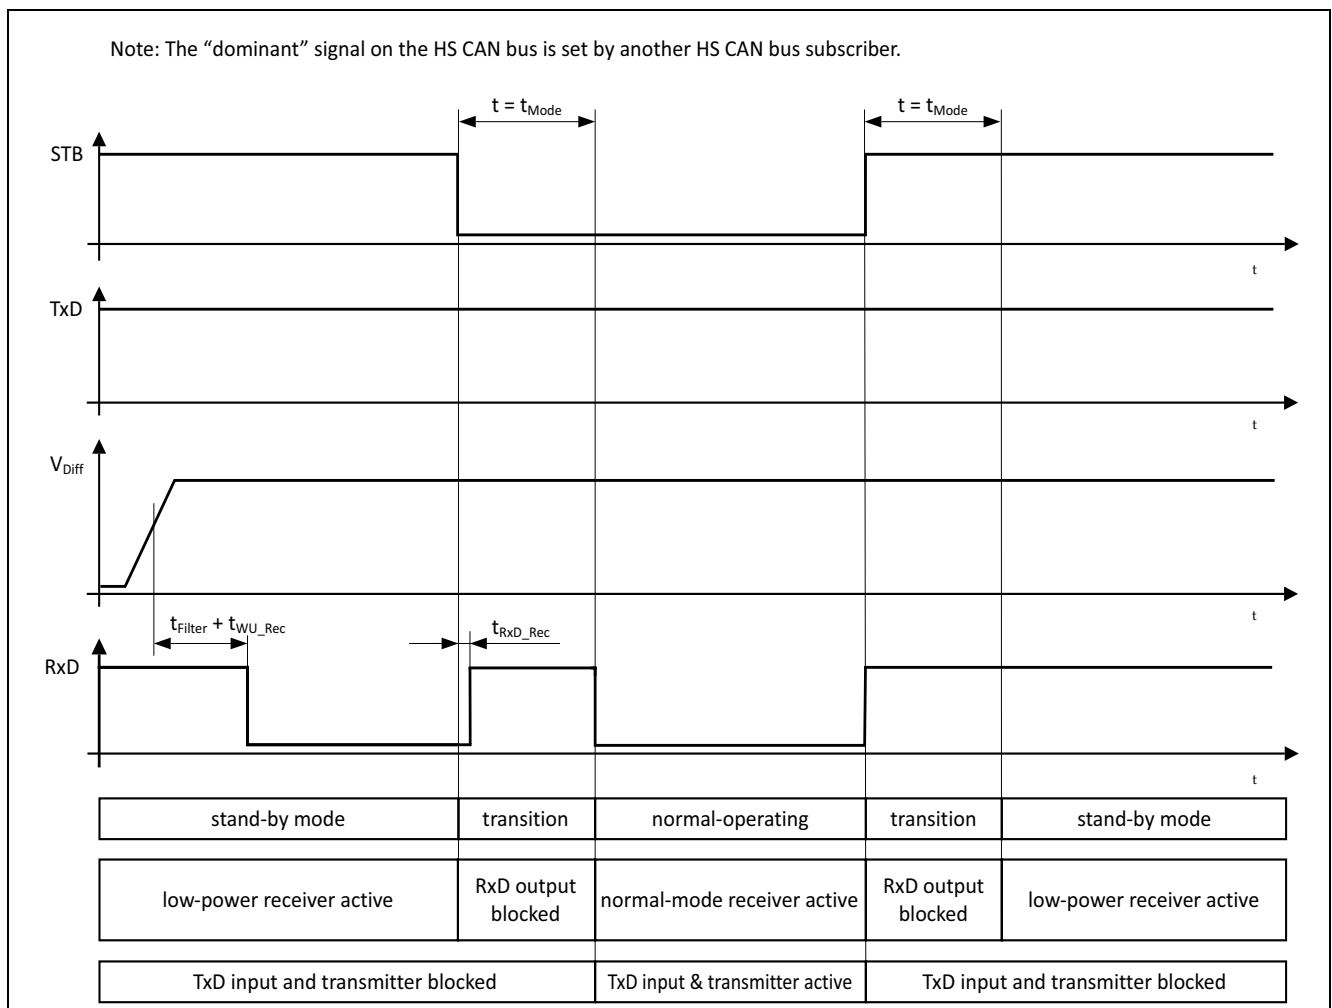 Note: The “dominant” signal on the HS CAN bus is set by another HS CAN bus subscriber.
t = tMode
t = tMode
STB
t
TxD
t
VDiff
t
tFilter + tWU_Rec
tRxD_Rec
RxD
t
stand-by mode
transition
normal-operating
transition
stand-by mode
low-power receiver active
RxD output
blocked
normal-mode receiver active
RxD output
blocked
low-power receiver active
TxD input and transmitter blocked
TxD input & transmitter active
TxD input and transmitter blocked